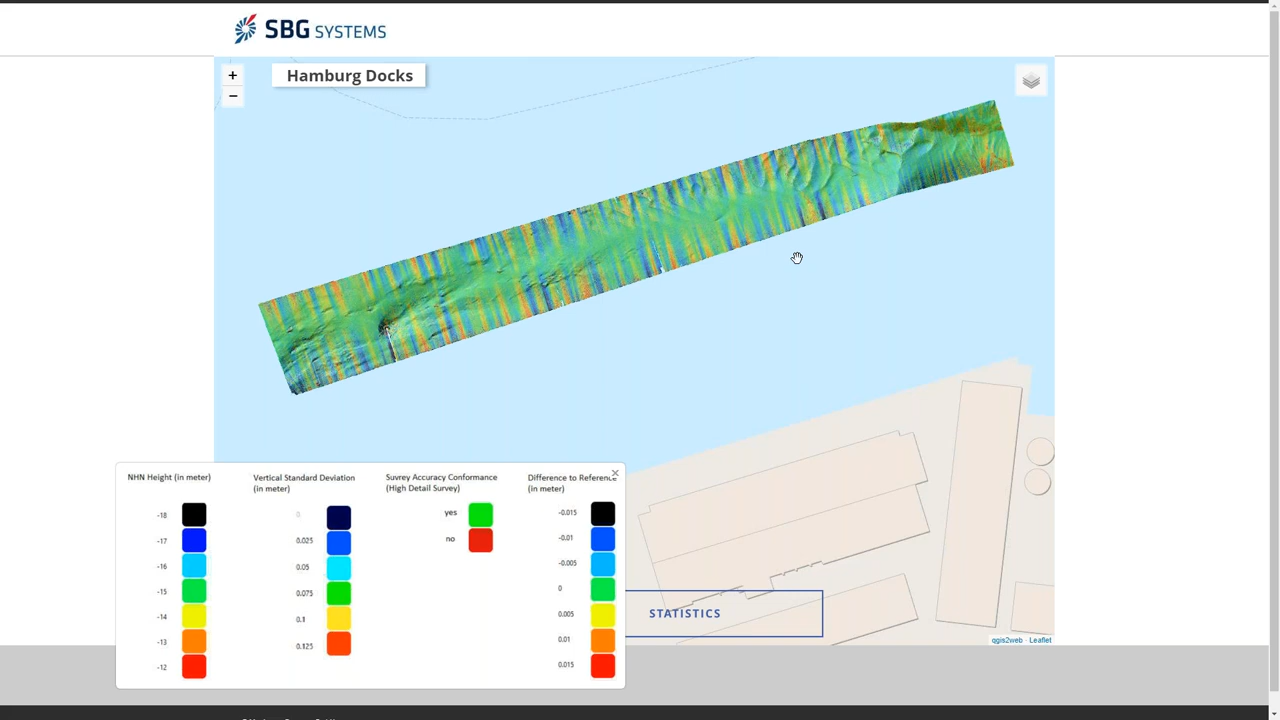 SBG SYSTEMS
+
Hamburg Docks
−
NHN Height (in meter)
-18
-17
-16
-15
-14
-13
-12
Vertical Standard Deviation
(in meter)
0
0.025
0.05
0.075
0.1
0.125
Suvrey Accuracy Conformance
(High Detail Survey)
yes
no
Difference to Reference
(in meter)
-0.015
-0.01
-0.005
0
0.005
0.01
0.015
×
STATISTICS
qgis2web · Leaflet